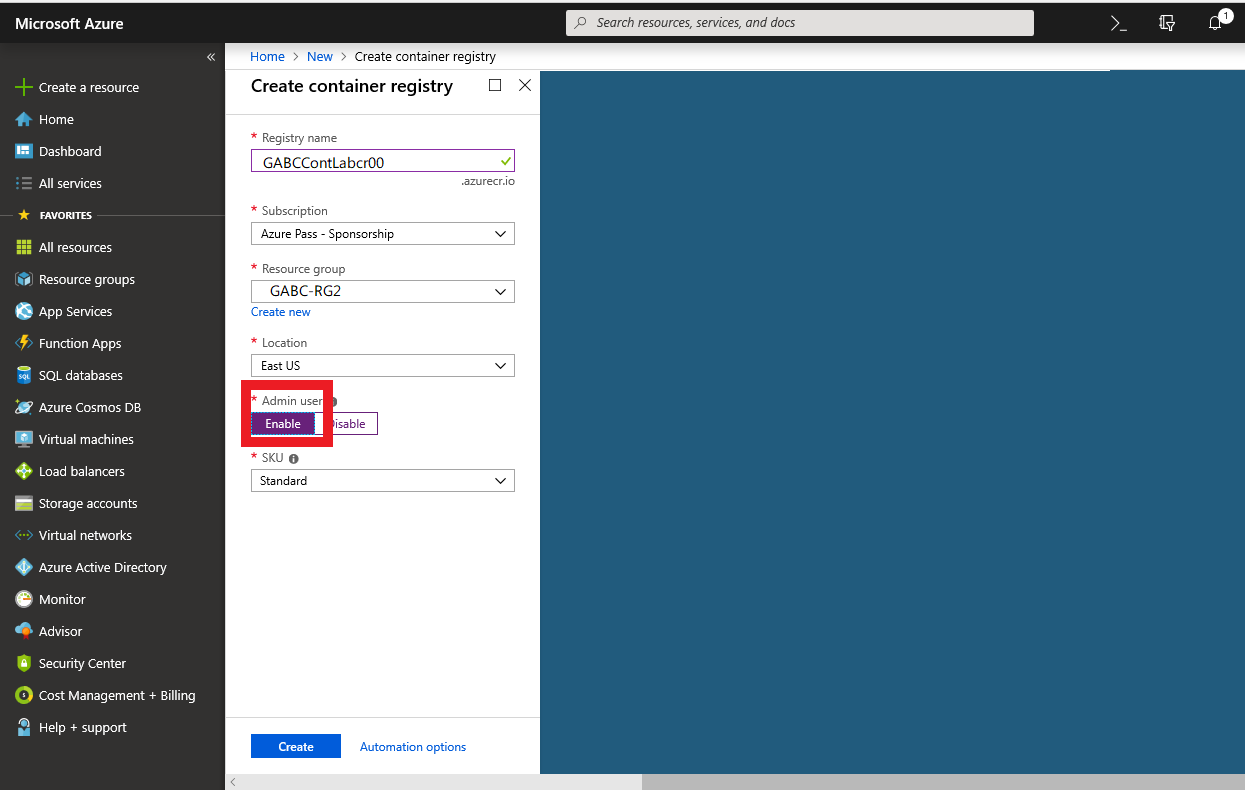 Microsoft Azure
Search resources, services, and docs
1
Home > New > Create container registry
Create a resource
Home
Dashboard
All services
FAVORITES
All resources
Resource groups
App Services
Function Apps
SQL databases
Azure Cosmos DB
Virtual machines
Load balancers
Storage accounts
Virtual networks
Azure Active Directory
Monitor
Advisor
Security Center
Cost Management + Billing
Help + support
Create container registry
* Registry name
GABCContLabcr00
.azurecr.io
* Subscription
Azure Pass - Sponsorship
* Resource group
GABC-RG2
Create new
* Location
East US
* Admin user
Enable isable
* SKU
Standard
Create Automation options